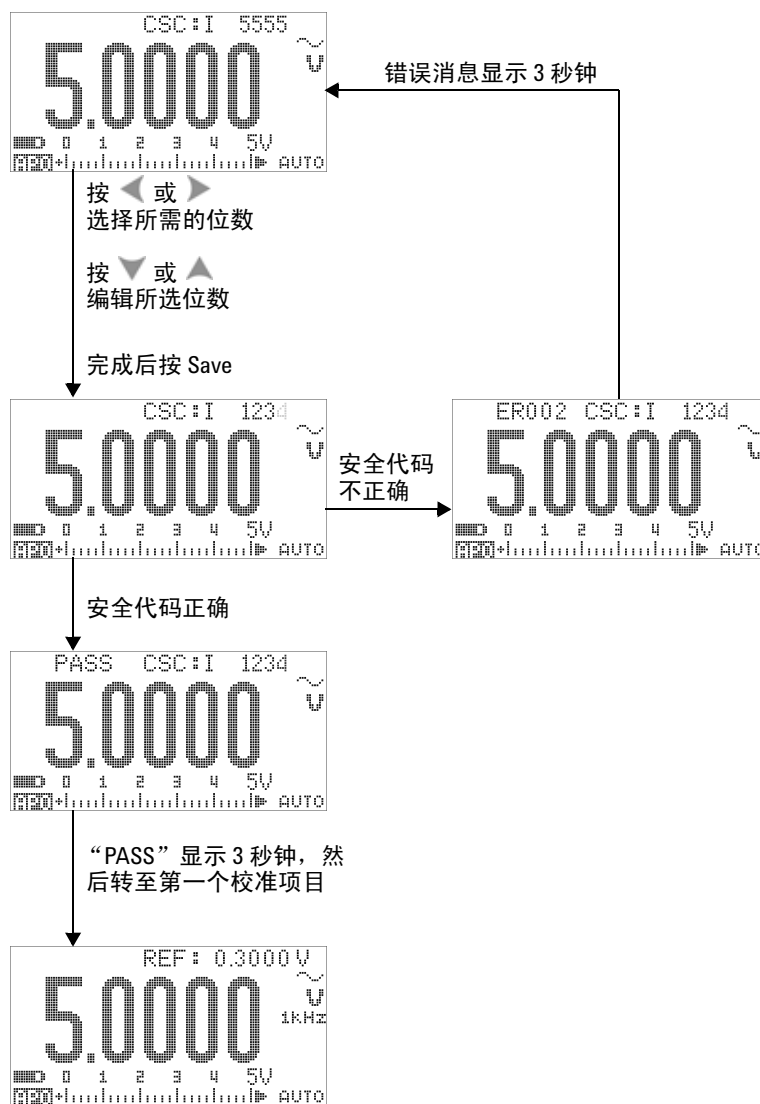 CSC:I 5555
5.0000 V
0 1 2 3 4 5V
AUTO
错误消息显示 3 秒钟
按 ◀ 或 ▶
选择所需的位数
按 ▼ 或 ▲
编辑所选位数
完成后按 Save
CSC:I 1234
5.0000 V
0 1 2 3 4 5V
AUTO
安全代码
不正确
ER002 CSC:I 1234
5.0000
0 1 2 3 4 5V
AUTO
安全代码正确
PASS CSC:I 1234
5.0000 V
0 1 2 3 4 5V
AUTO
“PASS”显示 3 秒钟，然
后转至第一个校准项目
REF: 0.3000 V
5.0000 V
1kHz
0 1 2 3 4 5V
AUTO